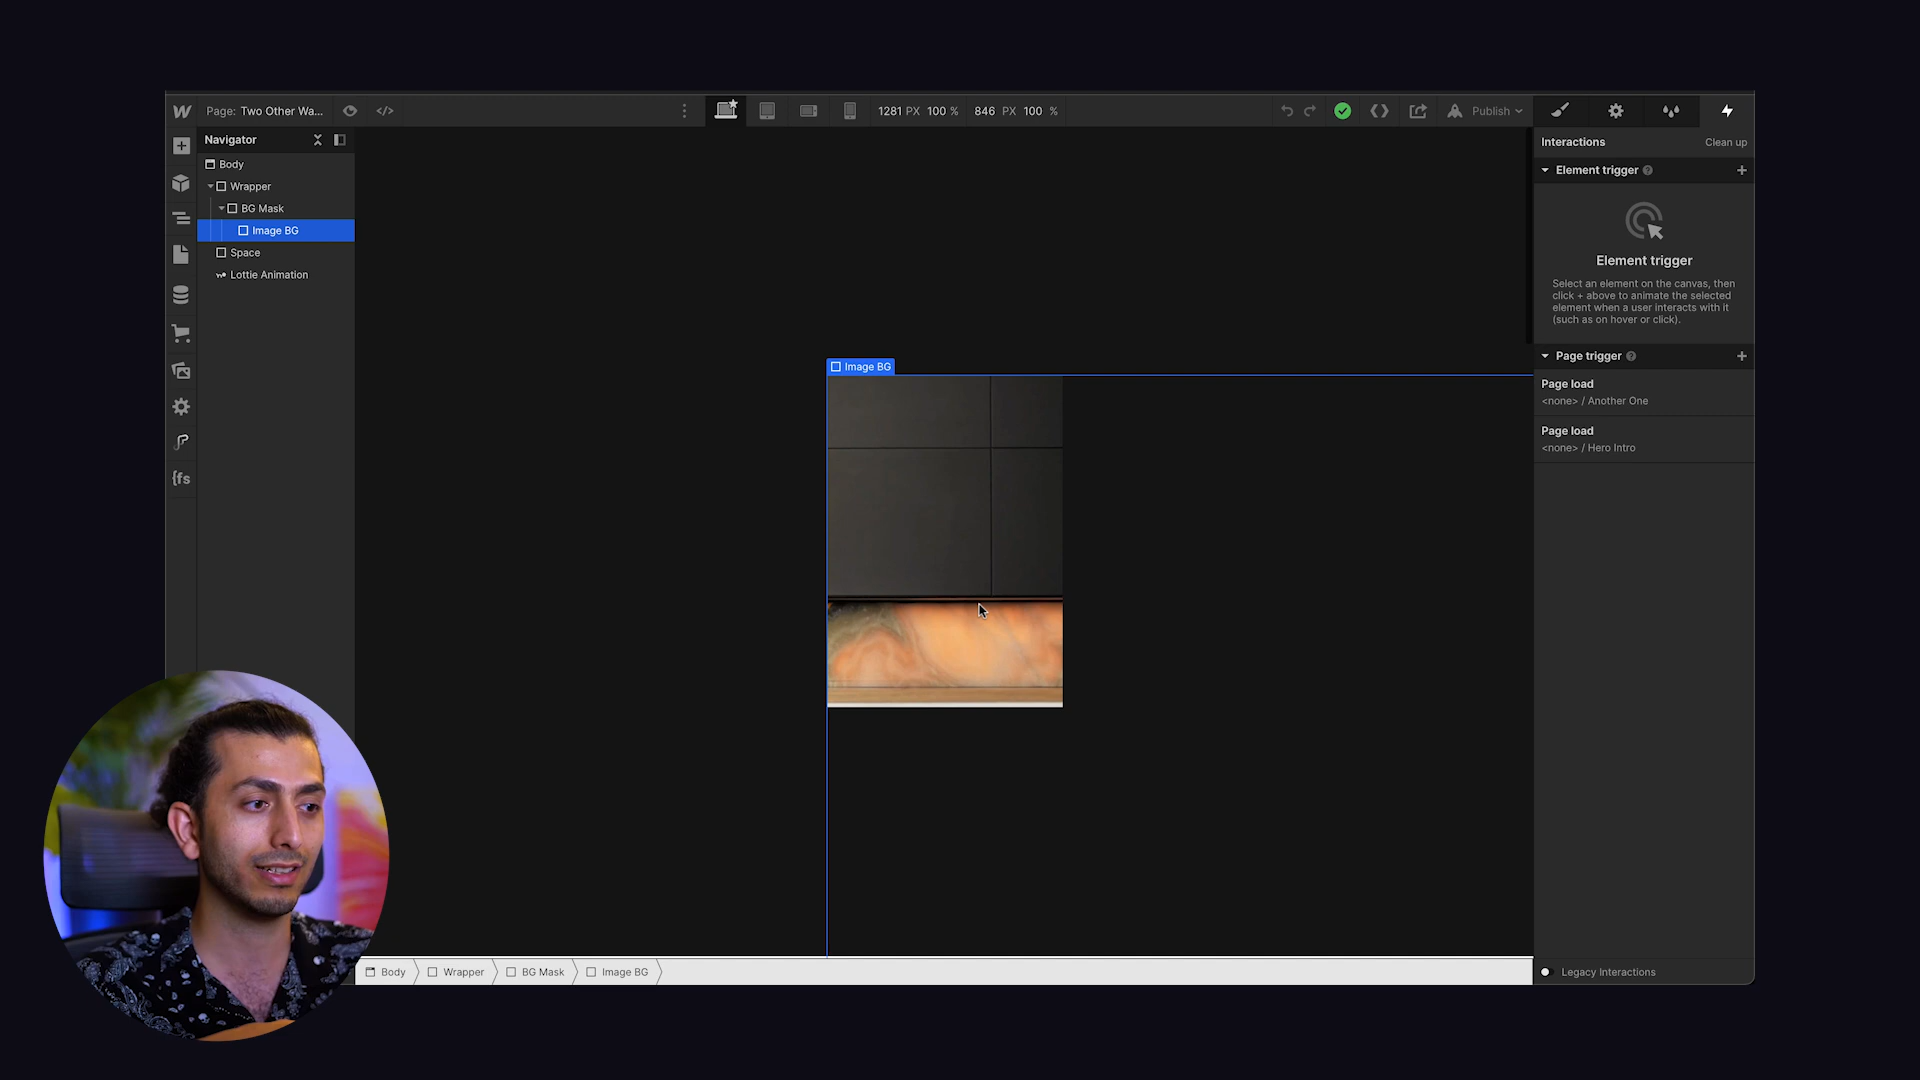 Page: Two Other Wa...
1281 PX 100 %
846 PX 100 %
Publish
Navigator
Body
Wrapper
BG Mask
Image BG
Space
Lottie Animation
{fs
Image BG
Interactions
Clean up
Element trigger
Element trigger
Select an element on the canvas, then
click + above to animate the selected
element when a user interacts with it
(such as on hover or click).
Page trigger
Page load
<none> / Another One
Page load
<none> / Hero Intro
Body
Wrapper
BG Mask
Image BG
Legacy Interactions